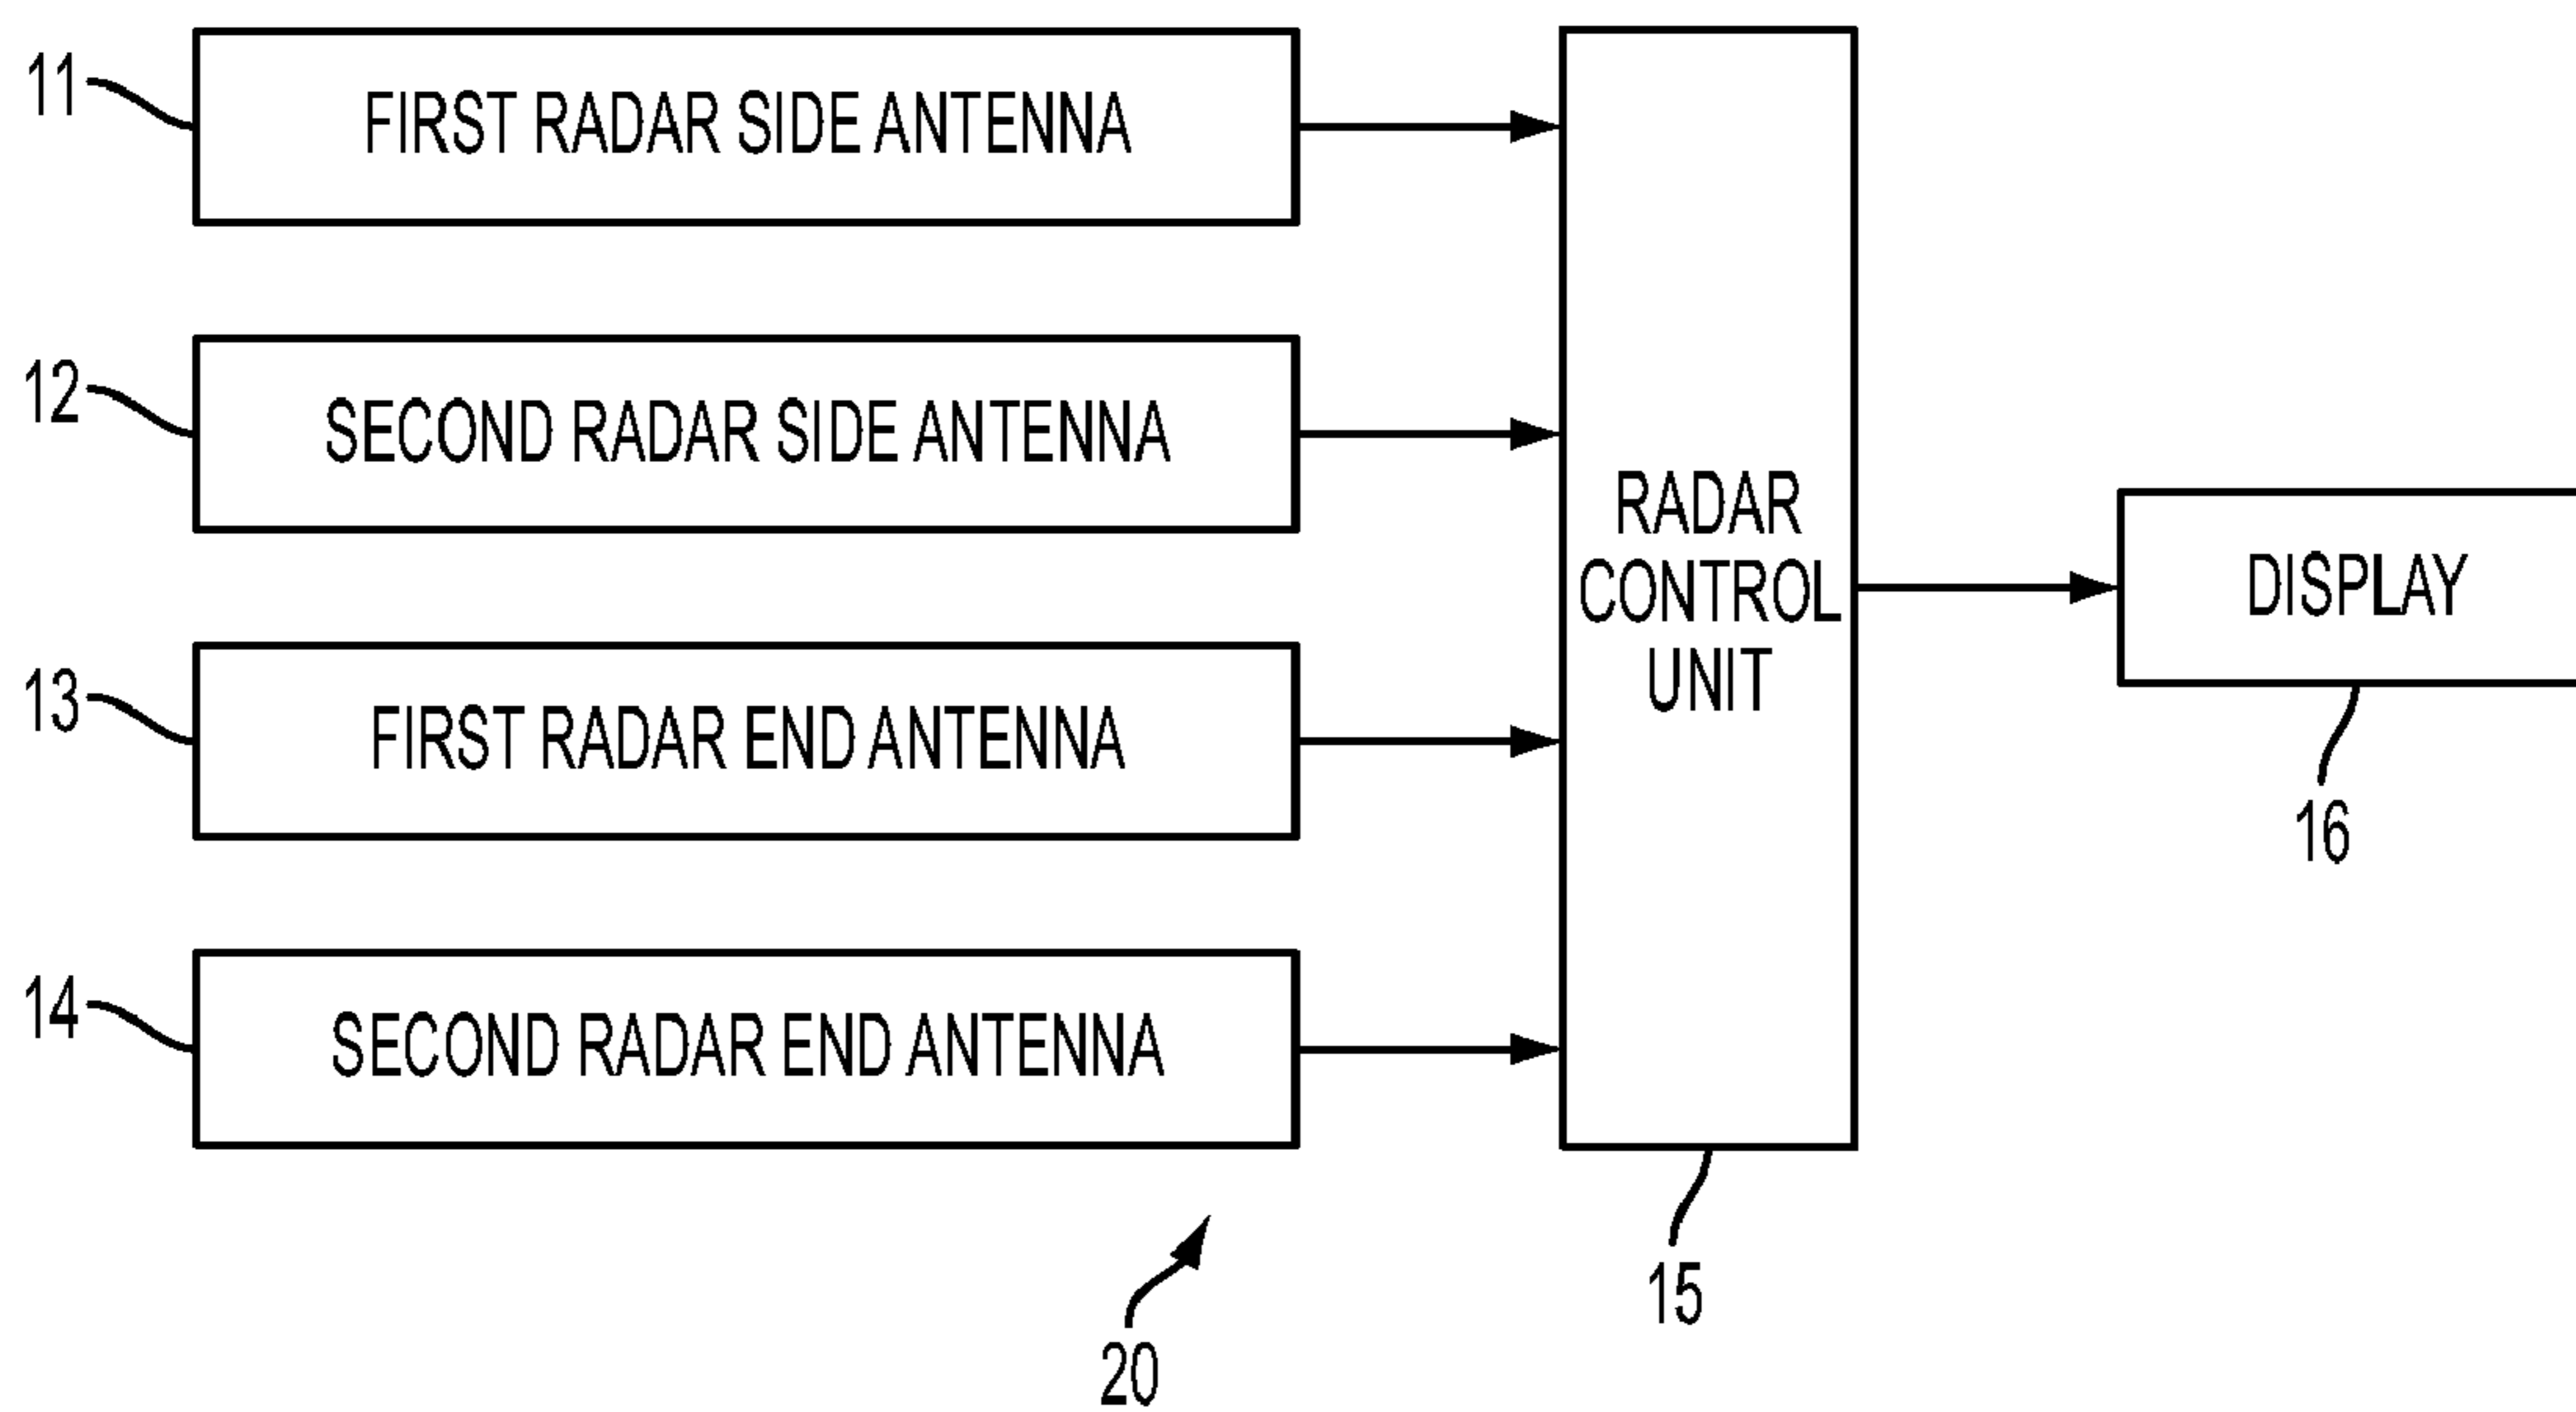 11
FIRST RADAR SIDE ANTENNA
12
SECOND RADAR SIDE ANTENNA
13
FIRST RADAR END ANTENNA
14
SECOND RADAR END ANTENNA
RADAR
CONTROL
UNIT
DISPLAY
16
15
20